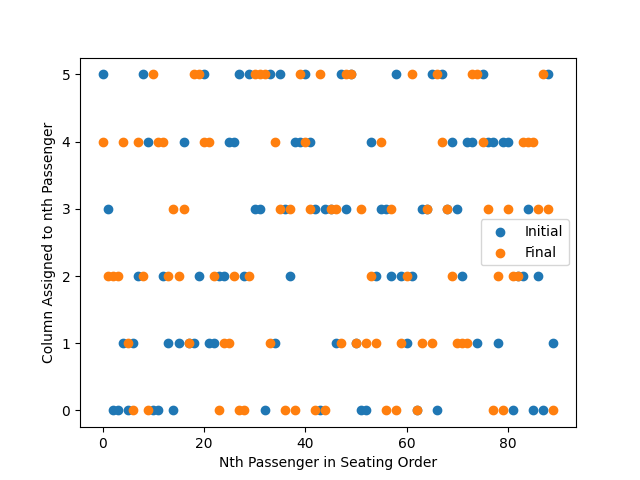 5
4
3
2
1
0
Column Assigned to nth Passenger
Initial
Final
0 20 40 60 80
Nth Passenger in Seating Order